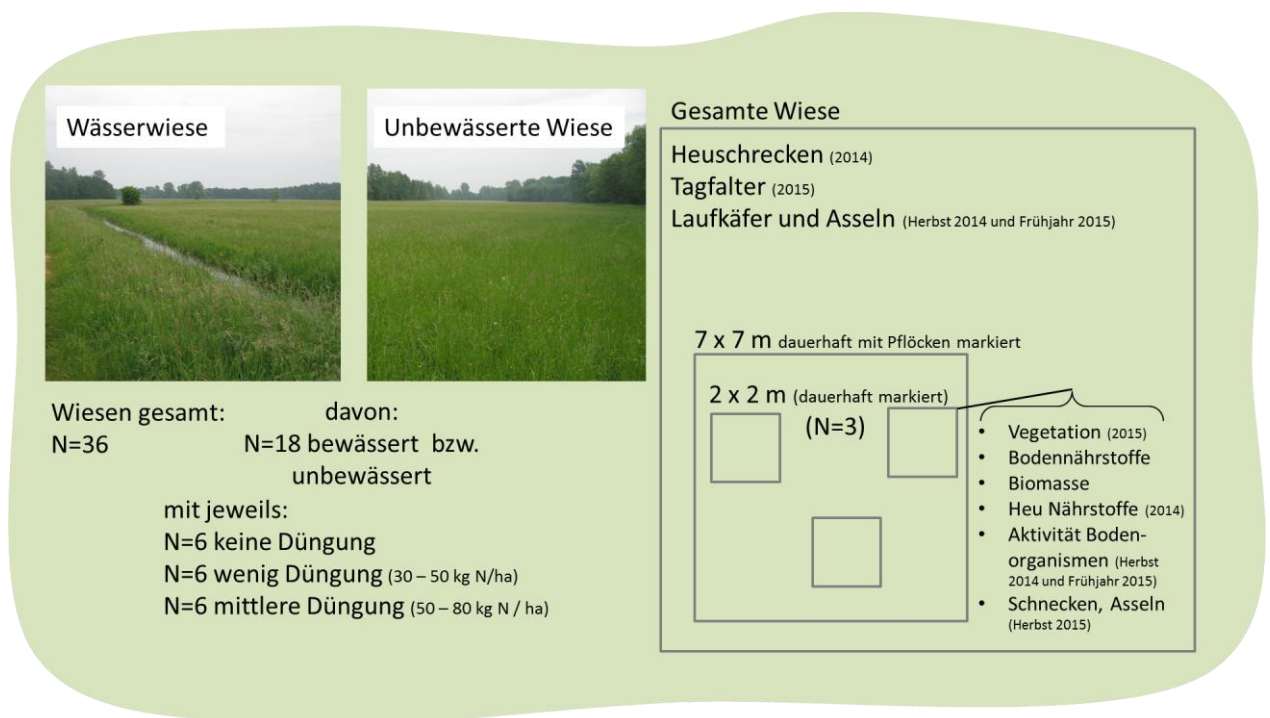 Wässerwiese
Unbewässerte Wiese
Wiesen gesamt:
N=36
davon:
N=18 bewässert bzw.
unbewässert
mit jeweils:
N=6 keine Düngung
N=6 wenig Düngung (30 – 50 kg N/ha)
N=6 mittlere Düngung (50 – 80 kg N / ha)
Gesamte Wiese
Heuschrecken (2014)
Tagfalter (2015)
Laufkäfer und Asseln (Herbst 2014 und Frühjahr 2015)
7 x 7 m dauerhaft mit Pflöcken markiert
2 x 2 m (dauerhaft markiert)
(N=3)
• Vegetation (2015)
• Bodennährstoffe
• Biomasse
• Heu Nährstoffe (2014)
• Aktivität Boden-
organismen (Herbst
2014 und Frühjahr 2015)
• Schnecken, Asseln
(Herbst 2015)